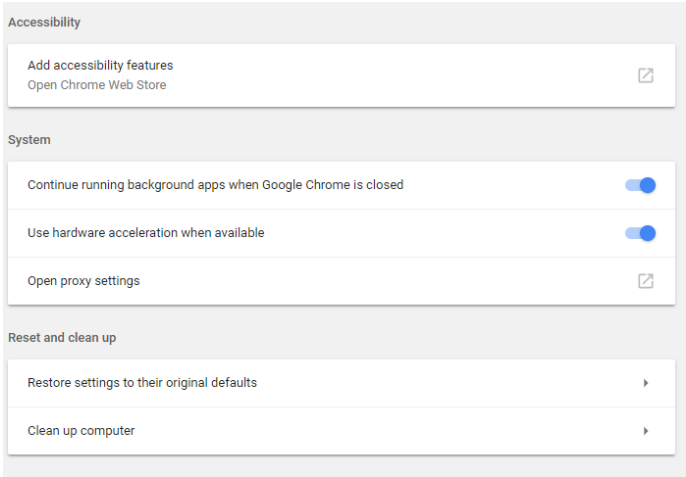 Accessibility
Add accessibility features
Open Chrome Web Store
System
Continue running background apps when Google Chrome is closed
Use hardware acceleration when available
Open proxy settings
Reset and clean up
Restore settings to their original defaults
Clean up computer